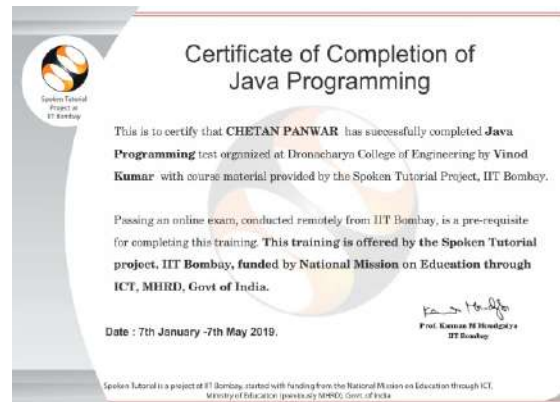 Certificate of Completion of
Java Programming
Spoken Tutorial
Project at
IIT Bombay
This is to certify that CHETAN PANWAR has successfully completed Java
Programming test organized at Dronacharya College of Engineering by Vinod
Kumar with course material provided by the Spoken Tutorial Project, IIT Bombay.
Passing an online exam, conducted remotely from IIT Bombay, is a pre-requisite
for completing this training. This training is offered by the Spoken Tutorial
project, IIT Bombay, funded by National Mission on Education through
ICT, MHRD, Govt of India.
Prof. Kannan M Moudgalya
IIT Bombay
Date : 7th January -7th May 2019.
Spoken Tutorial is a project at IIT Bombay, started with funding from the National Mission on Education through ICT,
Ministry of Education (previously MHRD), Govt. of India